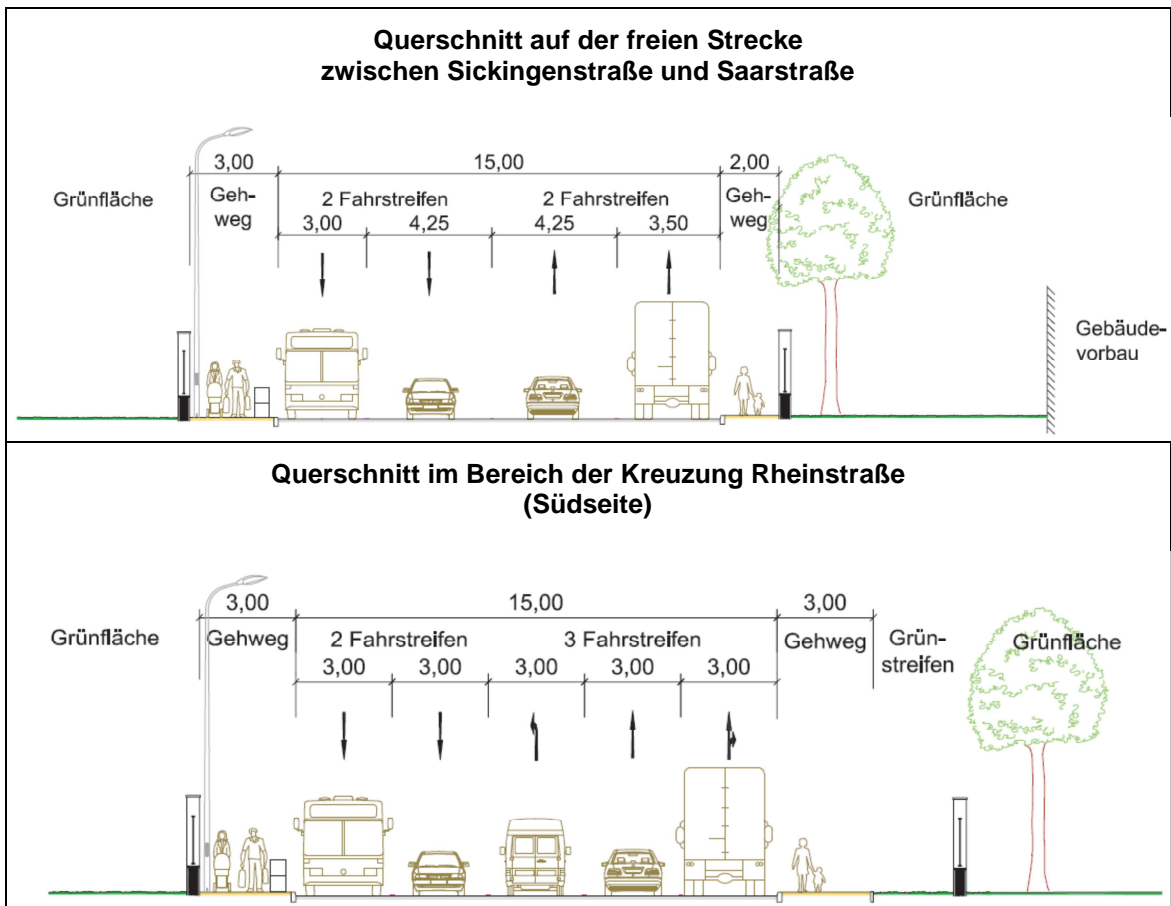 Querschnitt auf der freien Strecke
zwischen Sickingenstraße und Saarstraße
3,00 15,00 2,00
Grünfläche
Geh-
weg
2 Fahrstreifen 2 Fahrstreifen
Geh-
weg
Grünfläche
3,00 4,25 4,25 3,50
Gebäude-
vorbau
Querschnitt im Bereich der Kreuzung Rheinstraße
(Südseite)
3,00 15,00 3,00
Grünfläche Gehweg 2 Fahrstreifen 3 Fahrstreifen Gehweg
Grün-
streifen
Grünfläche
3,00 3,00 3,00 3,00 3,00